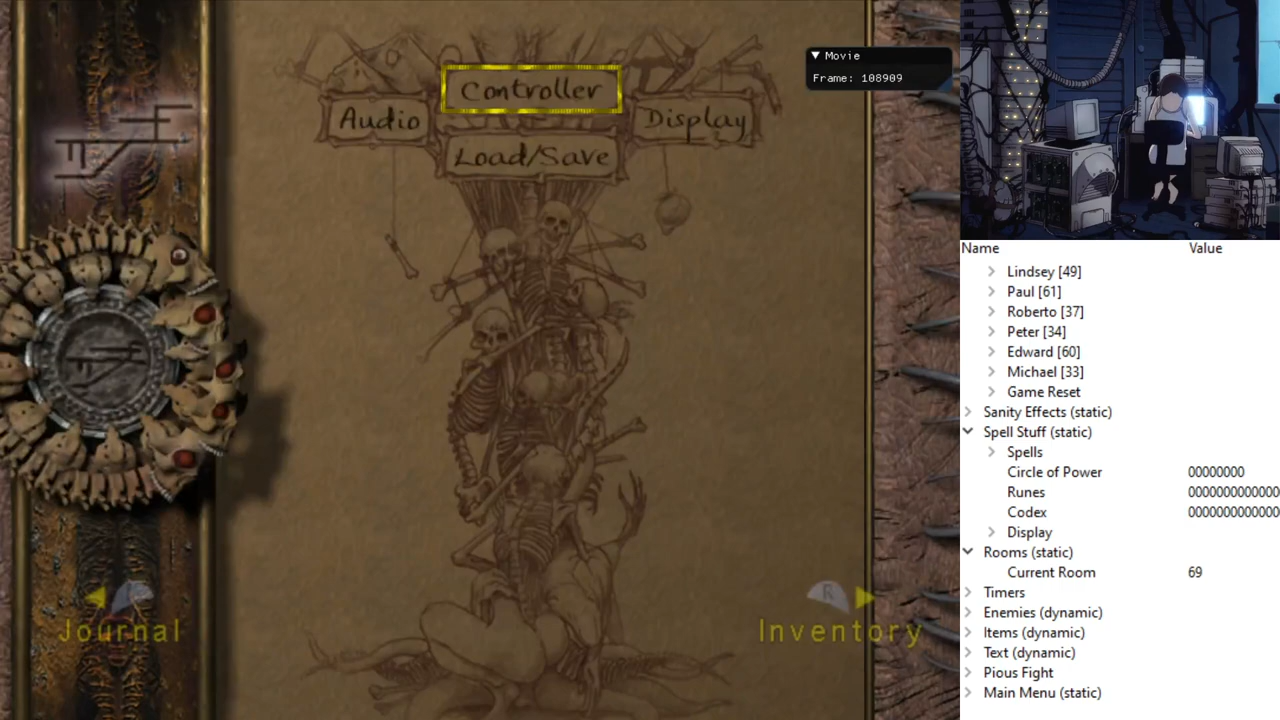 Controller
Audio
Display
Load/Save
Journal
R
Inventory
Movie
Frame: 108909
Name Value
Lindsey [49]
Paul [61]
Roberto [37]
Peter [34]
Edward [60]
Michael [33]
Game Reset
Sanity Effects (static)
Spell Stuff (static)
Spells
Circle of Power 00000000
Runes 0000000000000
Codex 0000000000000
Display
Rooms (static)
Current Room 69
Timers
Enemies (dynamic)
Items (dynamic)
Text (dynamic)
Pious Fight
Main Menu (static)